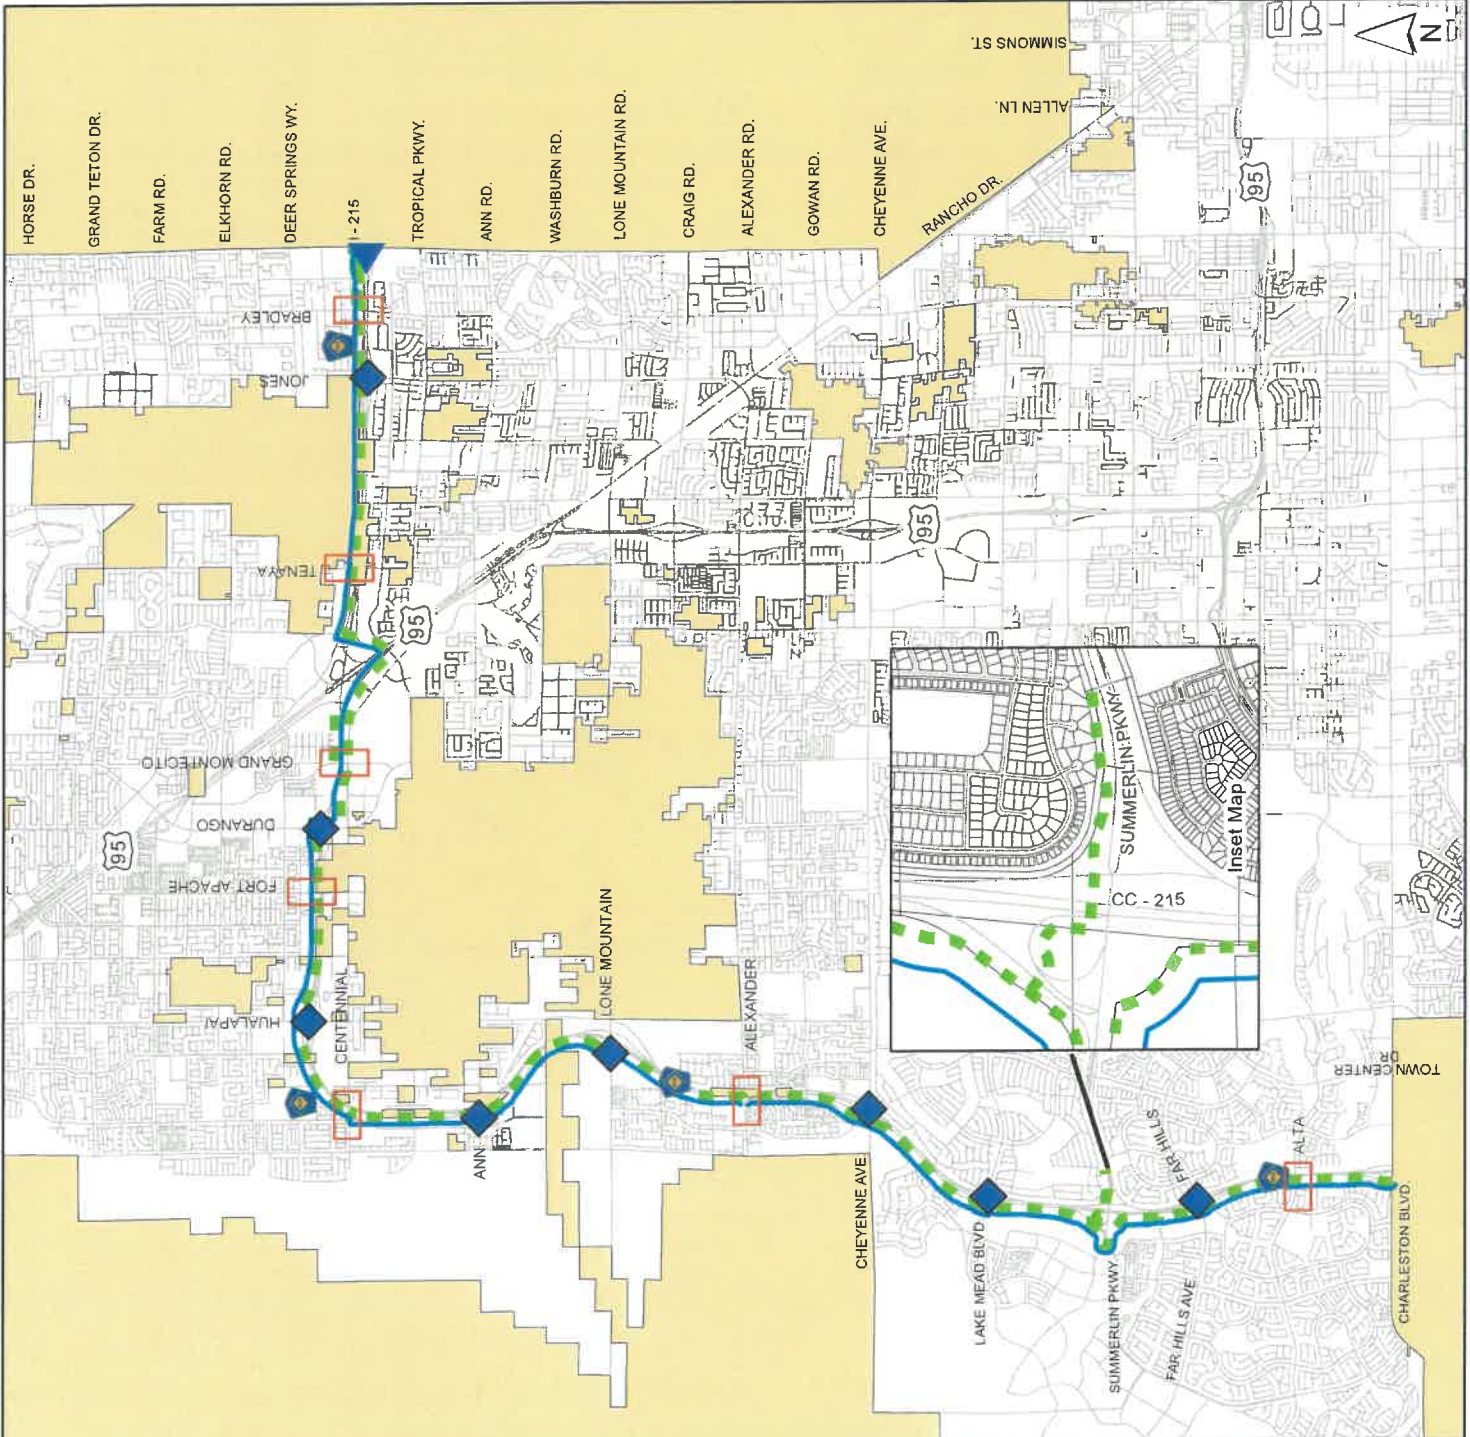 HORSE DR.
GRAND TETON DR.
FARM RD.
ELKHORN RD.
DEER SPRINGS WY.
I - 215
TROPICAL PKWY.
ANN RD.
WASHBURN RD.
LONE MOUNTAIN RD.
CRAIG RD.
ALEXANDER RD.
GOWAN RD.
CHEYENNE AVE.
RANCHO DR.
ALLEN LN.
SIMMONS ST.
N
BRADLEY
JONES
TENAYA
GRAND MONTECITO
DURANGO
FORT APACHE
HUALAPAI
CENTENNIAL
95
95
95
95
ANN
LONE MOUNTAIN
ALEXANDER
CHEYENNE AVE
LAKE MEAD BLVD
SUMMERLIN PKWY
FAR HILLS AVE
FAR HILLS
ALTA
TOWN CENTER
DR
CHARLESTON BLVD.
SUMMERLIN PKWY
CC - 215
Inset Map